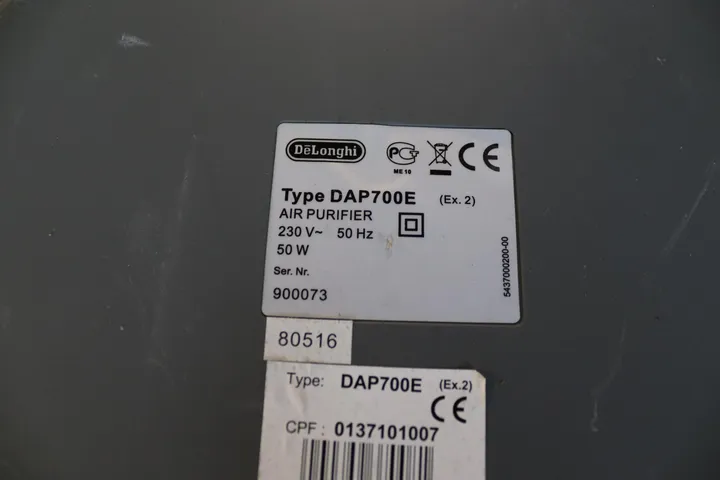 DēLonghi
PG CE
ME 10
Type DAP700E (Ex. 2)
AIR PURIFIER
230 V~ 50 Hz
50 W
Ser. Nr.
900073
5437000200-00
80516
Type: DAP700E (Ex.2)
CE
CPF: 0137101007